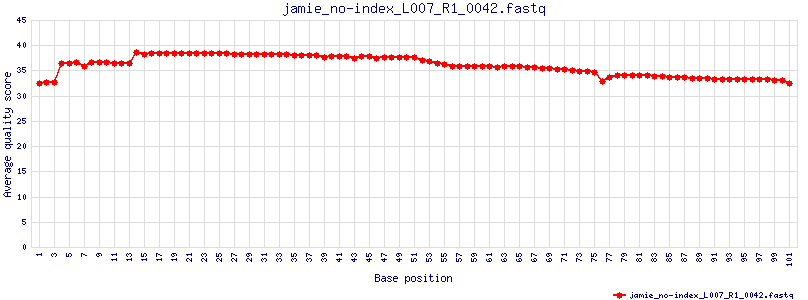 jamie_no-index_L007_R1_0042.fastq
Average quality score
45
40
35
30
25
20
15
10
5
0
1 3 5 7 9 11 13 15 17 19 21 23 25 27 29 31 33 35 37 39 41 43 45 47 49 51 53 55 57 59 61 63 65 67 69 71 73 75 77 79 81 83 85 87 89 91 93 95 97 99 101
Base position
jamie_no-index_L007_R1_0042.fastq